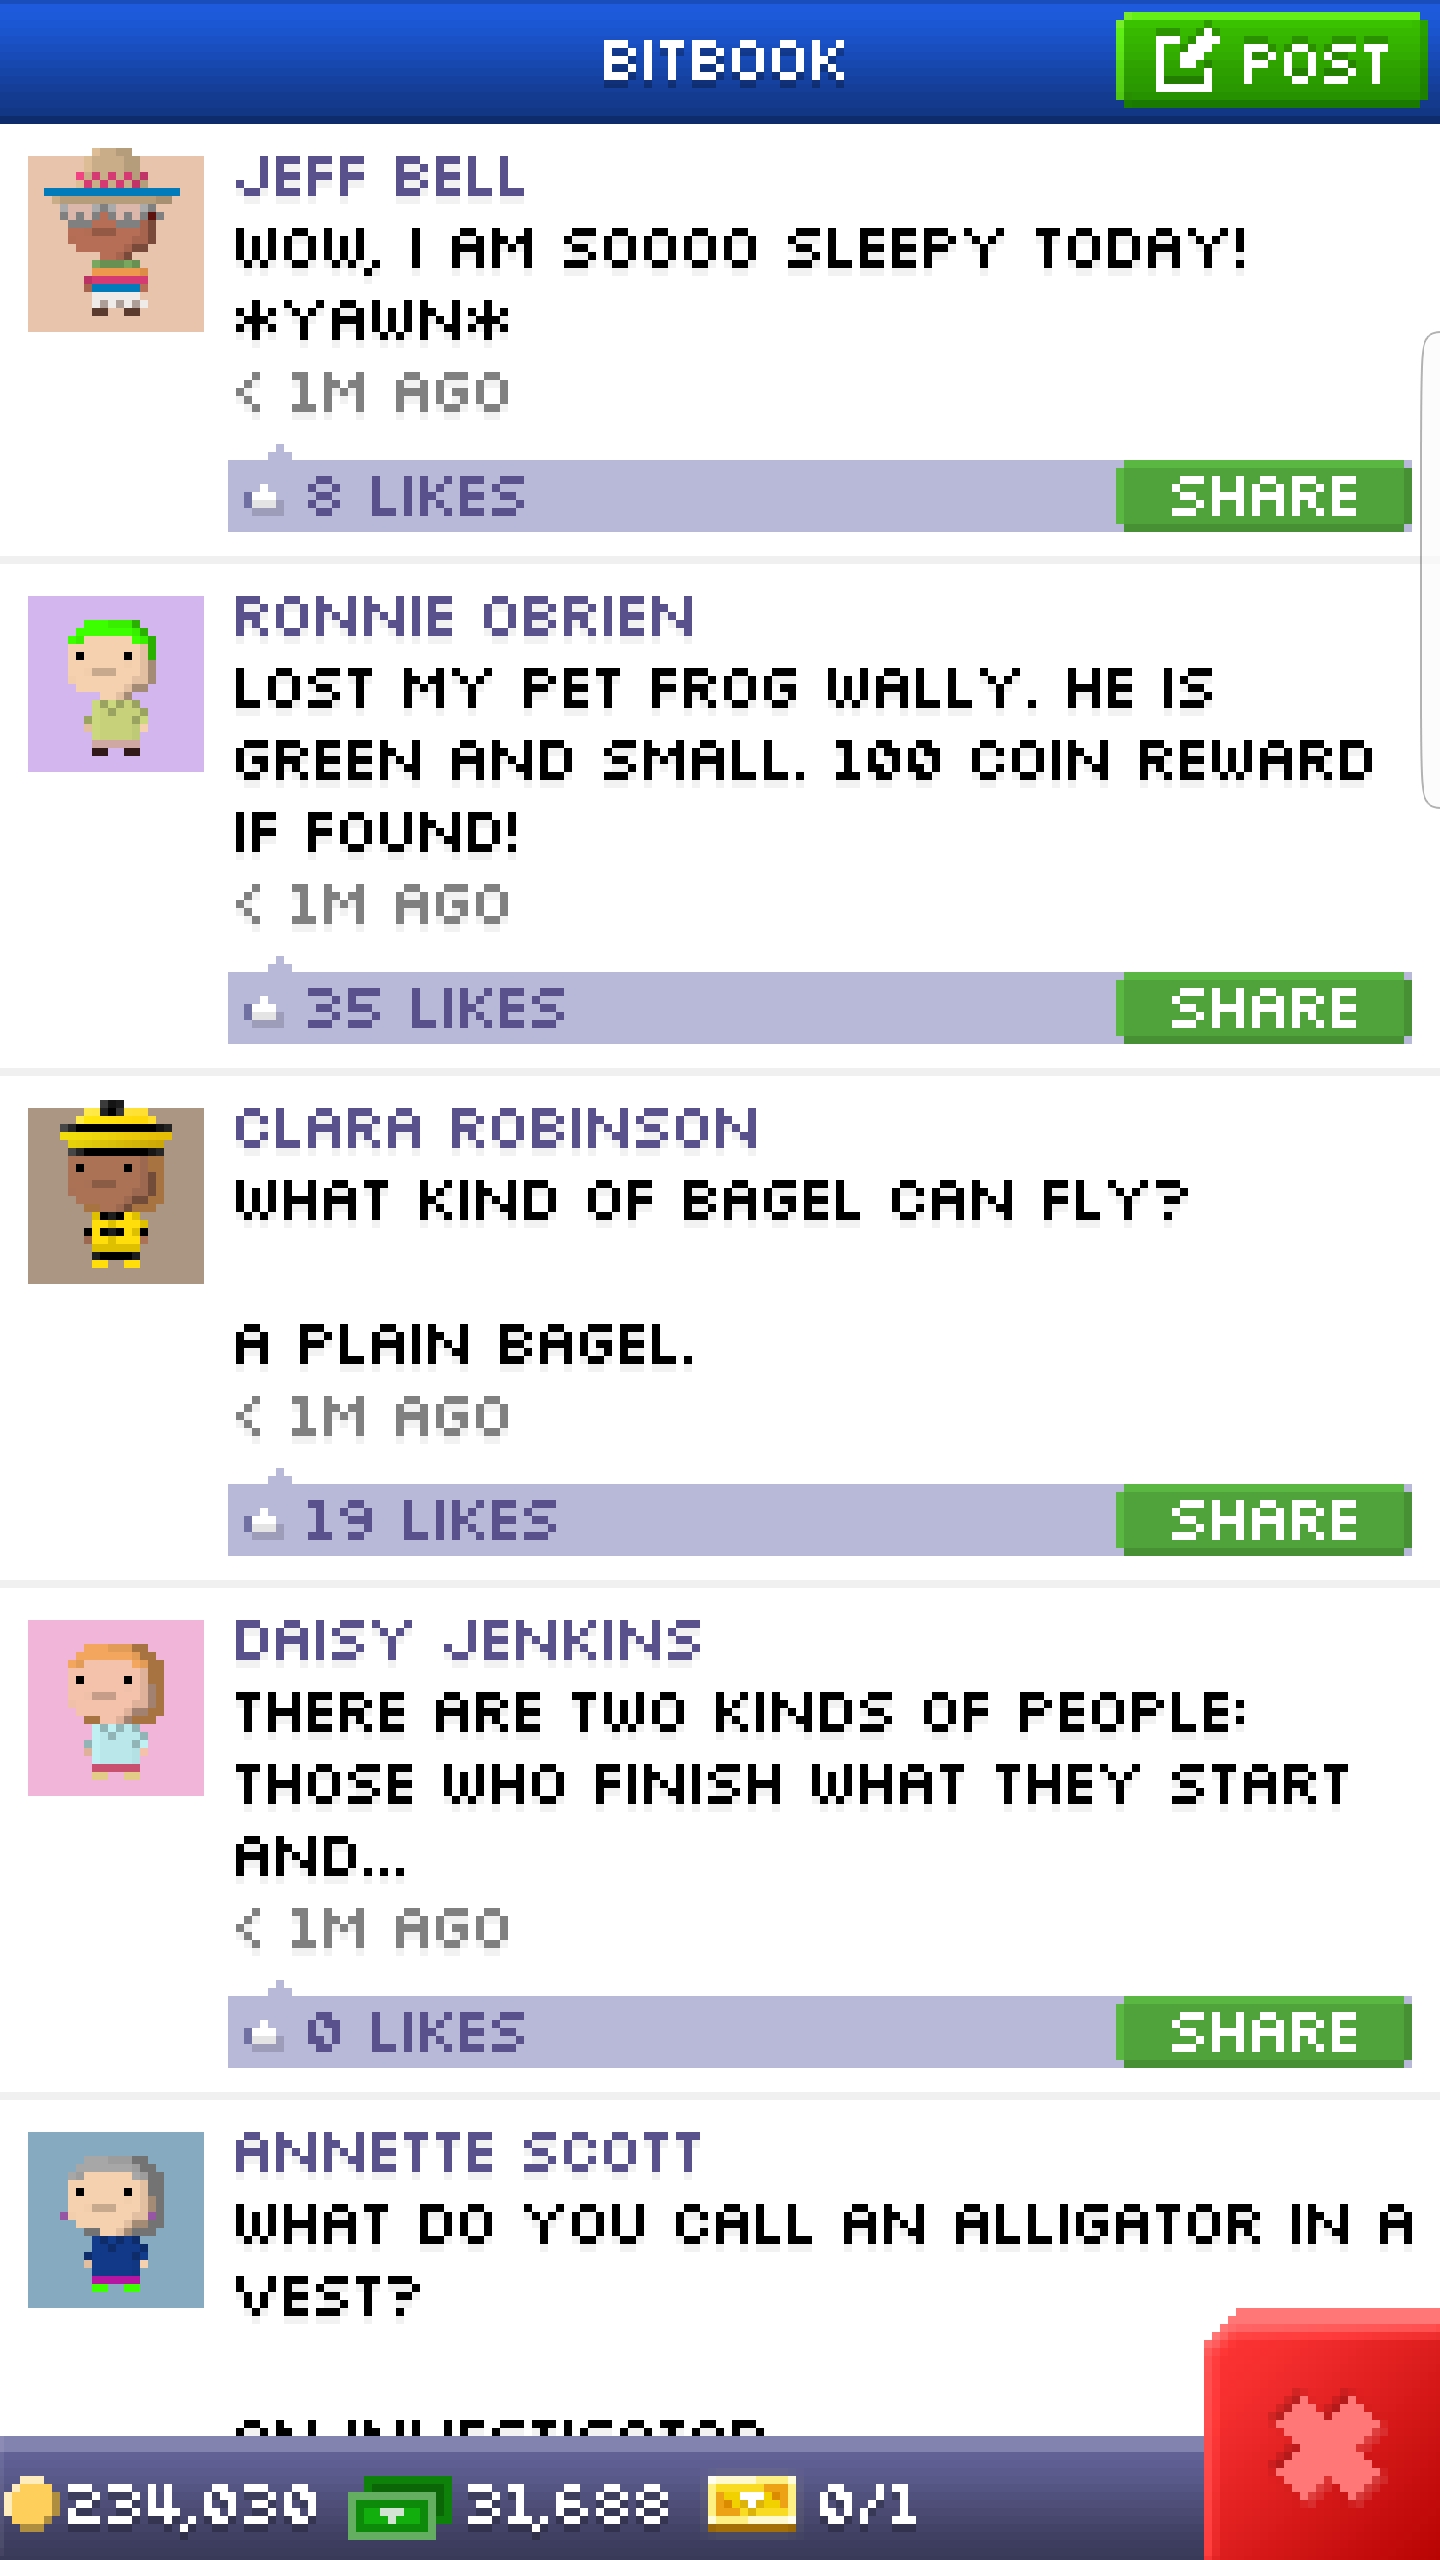 BITBOOK
POST
JEFF BELL
WOW, I AM SOOOO SLEEPY TODAY!
*YAWN*
< 1M AGO
8 LIKES
SHARE
RONNIE OBRIEN
LOST MY PET FROG WALLY. HE IS
GREEN AND SMALL. 100 COIN REWARD
IF FOUND!
< 1M AGO
35 LIKES
SHARE
CLARA ROBINSON
WHAT KIND OF BAGEL CAN FLY?
A PLAIN BAGEL.
< 1M AGO
19 LIKES
SHARE
DAISY JENKINS
THERE ARE TWO KINDS OF PEOPLE:
THOSE WHO FINISH WHAT THEY START
AND...
< 1M AGO
0 LIKES
SHARE
ANNETTE SCOTT
WHAT DO YOU CALL AN ALLIGATOR IN A
VEST?
AN INVESTIGATOR
234,030 31,688 0/1